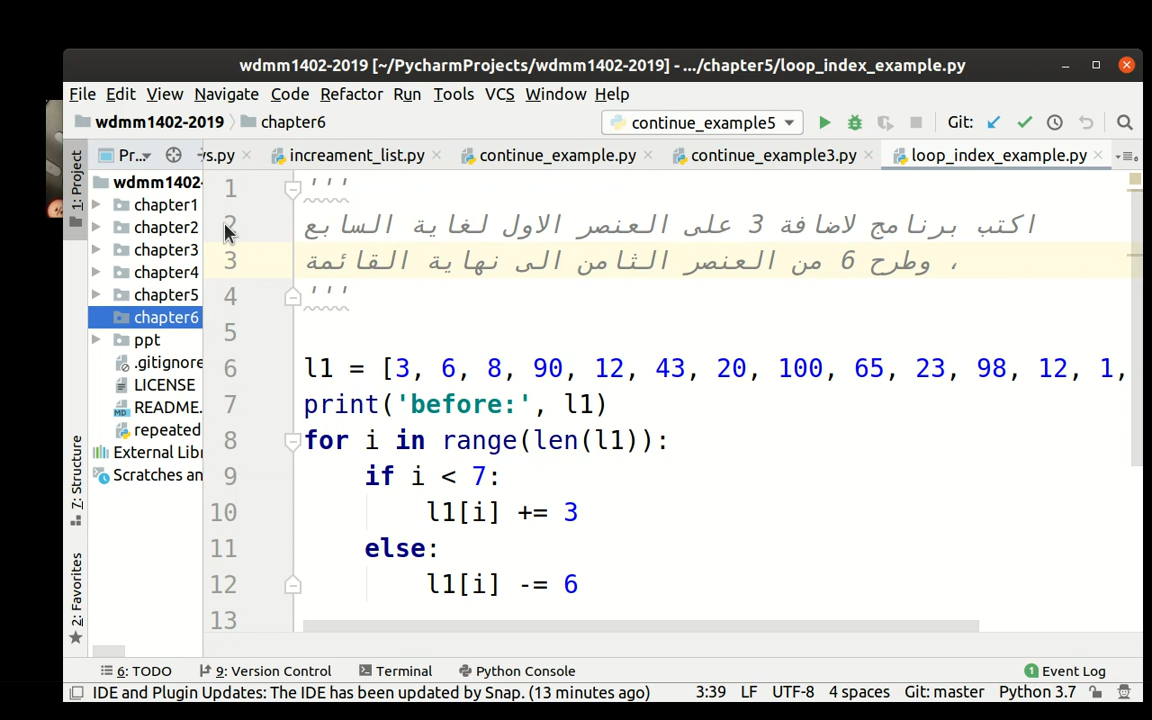 wdmm1402-2019 [~/PycharmProjects/wdmm1402-2019] - .../chapter5/loop_index_example.py
File Edit View Navigate Code Refactor Run Tools VCS Window Help
wdmm1402-2019 chapter6 continue_example5 Git:
1: Project
Pr... s.py increament_list.py continue_example.py continue_example3.py loop_index_example.py
wdmm1402-
chapter1
chapter2
chapter3
chapter4
chapter5
chapter6
ppt
.gitignore
LICENSE
README.
repeated
External Libr
Scratches an
7: Structure
2: Favorites
1 '''
2 اكتب برنامج لاضافة 3 على العنصر الاول لغاية السابع
3 ، وطرح 6 من العنصر الثامن الى نهاية القائمة
4 '''
5
6 l1 = [3, 6, 8, 90, 12, 43, 20, 100, 65, 23, 98, 12, 1,
7 print('before:', l1)
8 for i in range(len(l1)):
9 if i < 7:
10 l1[i] += 3
11 else:
12 l1[i] -= 6
13
6: TODO 9: Version Control Terminal Python Console 1 Event Log
IDE and Plugin Updates: The IDE has been updated by Snap. (13 minutes ago) 3:39 LF UTF-8 4 spaces Git: master Python 3.7